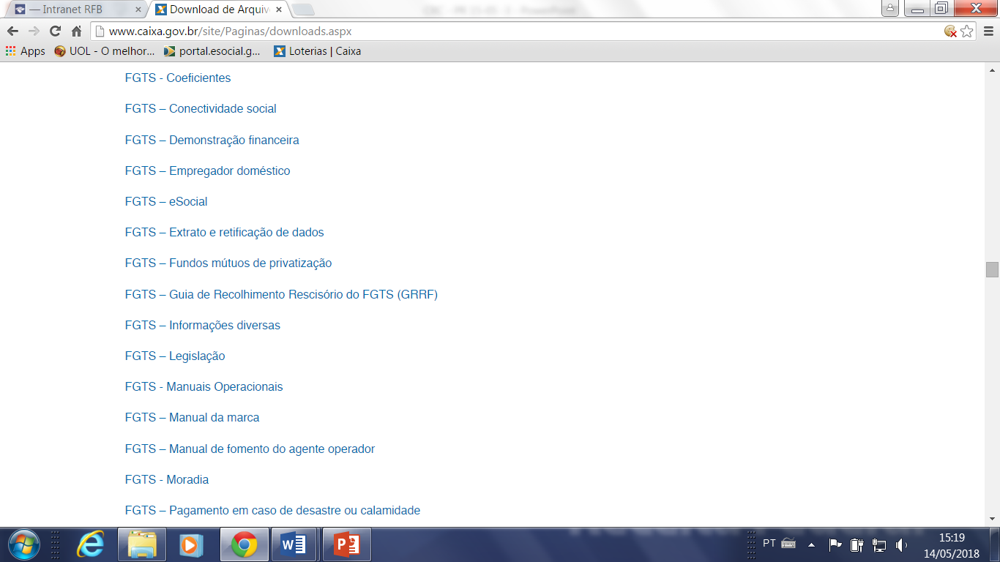 — Intranet RFB
Download de Arquiv
www.caixa.gov.br/site/Paginas/downloads.aspx
Apps
UOL - O melhor...
portal.esocial.g...
Loterias | Caixa
FGTS - Coeficientes
FGTS – Conectividade social
FGTS – Demonstração financeira
FGTS – Empregador doméstico
FGTS – eSocial
FGTS – Extrato e retificação de dados
FGTS – Fundos mútuos de privatização
FGTS – Guia de Recolhimento Rescisório do FGTS (GRRF)
FGTS – Informações diversas
FGTS – Legislação
FGTS - Manuais Operacionais
FGTS – Manual da marca
FGTS – Manual de fomento do agente operador
FGTS - Moradia
FGTS – Pagamento em caso de desastre ou calamidade
PT
15:19
14/05/2018